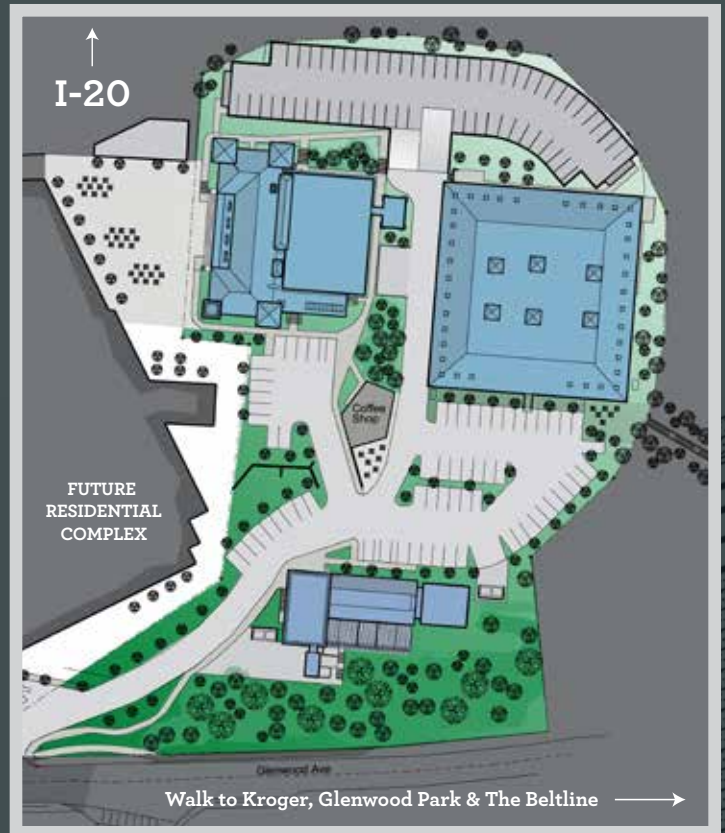 I-20
Coffee
Shop
FUTURE
RESIDENTIAL
COMPLEX
Glenwood Ave
Walk to Kroger, Glenwood Park & The Beltline